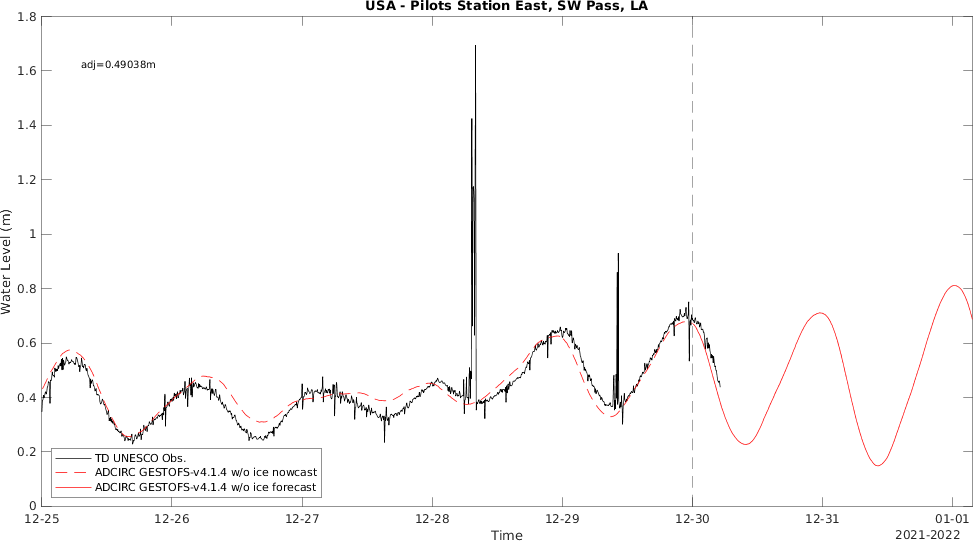 USA - Pilots Station East, SW Pass, LA
1.8
adj=0.49038m
1.6
1.4
1.2
1
0.8
0.6
0.4
0.2
0
Water Level (m)
TD UNESCO Obs.
ADCIRC GESTOFS-v4.1.4 w/o ice nowcast
ADCIRC GESTOFS-v4.1.4 w/o ice forecast
12-25 12-26 12-27 12-28 12-29 12-30 12-31 01-01
Time
2021-2022